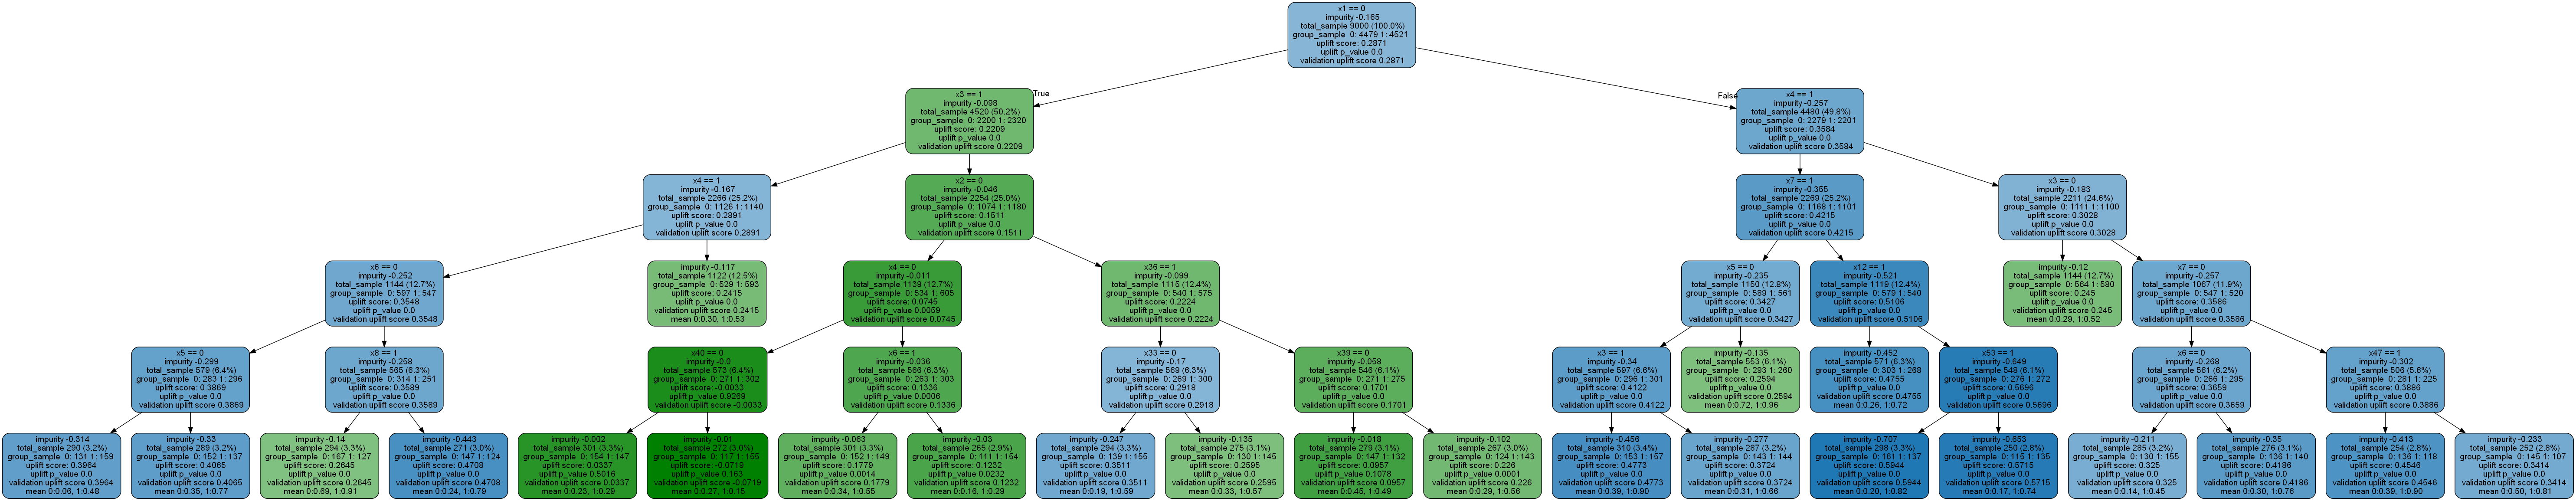 x1 == 0
impurity -0.165
total_sample 9000 (100.0%)
group_sample 0: 4479 1: 4521
uplift score: 0.2871
uplift p_value 0.0
validation uplift score 0.2871
True
False
x3 == 1
impurity -0.098
total_sample 4520 (50.2%)
group_sample 0: 2200 1: 2320
uplift score: 0.2209
uplift p_value 0.0
validation uplift score 0.2209
x4 == 1
impurity -0.257
total_sample 4480 (49.8%)
group_sample 0: 2279 1: 2201
uplift score: 0.3584
uplift p_value 0.0
validation uplift score 0.3584
x4 == 1
impurity -0.167
total_sample 2266 (25.2%)
group_sample 0: 1126 1: 1140
uplift score: 0.2891
uplift p_value 0.0
validation uplift score 0.2891
x2 == 0
impurity -0.046
total_sample 2254 (25.0%)
group_sample 0: 1074 1: 1180
uplift score: 0.1511
uplift p_value 0.0
validation uplift score 0.1511
x7 == 1
impurity -0.355
total_sample 2269 (25.2%)
group_sample 0: 1168 1: 1101
uplift score: 0.4215
uplift p_value 0.0
validation uplift score 0.4215
x3 == 0
impurity -0.183
total_sample 2211 (24.6%)
group_sample 0: 1111 1: 1100
uplift score: 0.3028
uplift p_value 0.0
validation uplift score 0.3028
x6 == 0
impurity -0.252
total_sample 1144 (12.7%)
group_sample 0: 597 1: 547
uplift score: 0.3548
uplift p_value 0.0
validation uplift score 0.3548
impurity -0.117
total_sample 1122 (12.5%)
group_sample 0: 529 1: 593
uplift score: 0.2415
uplift p_value 0.0
validation uplift score 0.2415
mean 0:0.30, 1:0.53
x4 == 0
impurity -0.011
total_sample 1139 (12.7%)
group_sample 0: 534 1: 605
uplift score: 0.0745
uplift p_value 0.0059
validation uplift score 0.0745
x36 == 1
impurity -0.099
total_sample 1115 (12.4%)
group_sample 0: 540 1: 575
uplift score: 0.2224
uplift p_value 0.0
validation uplift score 0.2224
x5 == 0
impurity -0.235
total_sample 1150 (12.8%)
group_sample 0: 589 1: 561
uplift score: 0.3427
uplift p_value 0.0
validation uplift score 0.3427
x12 == 1
impurity -0.521
total_sample 1119 (12.4%)
group_sample 0: 579 1: 540
uplift score: 0.5106
uplift p_value 0.0
validation uplift score 0.5106
impurity -0.12
total_sample 1144 (12.7%)
group_sample 0: 564 1: 580
uplift score: 0.245
uplift p_value 0.0
validation uplift score 0.245
mean 0:0.29, 1:0.52
x7 == 0
impurity -0.257
total_sample 1067 (11.9%)
group_sample 0: 547 1: 520
uplift score: 0.3586
uplift p_value 0.0
validation uplift score 0.3586
x5 == 0
impurity -0.299
total_sample 579 (6.4%)
group_sample 0: 283 1: 296
uplift score: 0.3869
uplift p_value 0.0
validation uplift score 0.3869
x8 == 1
impurity -0.258
total_sample 565 (6.3%)
group_sample 0: 314 1: 251
uplift score: 0.3589
uplift p_value 0.0
validation uplift score 0.3589
x40 == 0
impurity -0.0
total_sample 573 (6.4%)
group_sample 0: 271 1: 302
uplift score: -0.0033
uplift p_value 0.9269
validation uplift score -0.0033
x6 == 1
impurity -0.036
total_sample 566 (6.3%)
group_sample 0: 263 1: 303
uplift score: 0.1336
uplift p_value 0.0006
validation uplift score 0.1336
x33 == 0
impurity -0.17
total_sample 569 (6.3%)
group_sample 0: 269 1: 300
uplift score: 0.2918
uplift p_value 0.0
validation uplift score 0.2918
x39 == 0
impurity -0.058
total_sample 546 (6.1%)
group_sample 0: 271 1: 275
uplift score: 0.1701
uplift p_value 0.0
validation uplift score 0.1701
x3 == 1
impurity -0.34
total_sample 597 (6.6%)
group_sample 0: 296 1: 301
uplift score: 0.4122
uplift p_value 0.0
validation uplift score 0.4122
impurity -0.135
total_sample 553 (6.1%)
group_sample 0: 293 1: 260
uplift score: 0.2594
uplift p_value 0.0
validation uplift score 0.2594
mean 0:0.72, 1:0.96
impurity -0.452
total_sample 571 (6.3%)
group_sample 0: 303 1: 268
uplift score: 0.4755
uplift p_value 0.0
validation uplift score 0.4755
mean 0:0.26, 1:0.72
x53 == 1
impurity -0.649
total_sample 548 (6.1%)
group_sample 0: 276 1: 272
uplift score: 0.5696
uplift p_value 0.0
validation uplift score 0.5696
x6 == 0
impurity -0.268
total_sample 561 (6.2%)
group_sample 0: 266 1: 295
uplift score: 0.3659
uplift p_value 0.0
validation uplift score 0.3659
x47 == 1
impurity -0.302
total_sample 506 (5.6%)
group_sample 0: 281 1: 225
uplift score: 0.3886
uplift p_value 0.0
validation uplift score 0.3886
impurity -0.314
total_sample 290 (3.2%)
group_sample 0: 131 1: 159
uplift score: 0.3964
uplift p_value 0.0
validation uplift score 0.3964
mean 0:0.06, 1:0.48
impurity -0.33
total_sample 289 (3.2%)
group_sample 0: 152 1: 137
uplift score: 0.4065
uplift p_value 0.0
validation uplift score 0.4065
mean 0:0.35, 1:0.77
impurity -0.14
total_sample 294 (3.3%)
group_sample 0: 167 1: 127
uplift score: 0.2645
uplift p_value 0.0
validation uplift score 0.2645
mean 0:0.69, 1:0.91
impurity -0.443
total_sample 271 (3.0%)
group_sample 0: 147 1: 124
uplift score: 0.4708
uplift p_value 0.0
validation uplift score 0.4708
mean 0:0.24, 1:0.79
impurity -0.002
total_sample 301 (3.3%)
group_sample 0: 154 1: 147
uplift score: 0.0337
uplift p_value 0.5016
validation uplift score 0.0337
mean 0:0.23, 1:0.29
impurity -0.01
total_sample 272 (3.0%)
group_sample 0: 117 1: 155
uplift score: -0.0719
uplift p_value 0.163
validation uplift score -0.0719
mean 0:0.27, 1:0.15
impurity -0.063
total_sample 301 (3.3%)
group_sample 0: 152 1: 149
uplift score: 0.1779
uplift p_value 0.0014
validation uplift score 0.1779
mean 0:0.34, 1:0.55
impurity -0.03
total_sample 265 (2.9%)
group_sample 0: 111 1: 154
uplift score: 0.1232
uplift p_value 0.0232
validation uplift score 0.1232
mean 0:0.16, 1:0.29
impurity -0.247
total_sample 294 (3.3%)
group_sample 0: 139 1: 155
uplift score: 0.3511
uplift p_value 0.0
validation uplift score 0.3511
mean 0:0.19, 1:0.59
impurity -0.135
total_sample 275 (3.1%)
group_sample 0: 130 1: 145
uplift score: 0.2595
uplift p_value 0.0
validation uplift score 0.2595
mean 0:0.33, 1:0.57
impurity -0.018
total_sample 279 (3.1%)
group_sample 0: 147 1: 132
uplift score: 0.0957
uplift p_value 0.1078
validation uplift score 0.0957
mean 0:0.45, 1:0.49
impurity -0.102
total_sample 267 (3.0%)
group_sample 0: 124 1: 143
uplift score: 0.226
uplift p_value 0.0001
validation uplift score 0.226
mean 0:0.29, 1:0.56
impurity -0.456
total_sample 310 (3.4%)
group_sample 0: 153 1: 157
uplift score: 0.4773
uplift p_value 0.0
validation uplift score 0.4773
mean 0:0.39, 1:0.90
impurity -0.277
total_sample 287 (3.2%)
group_sample 0: 143 1: 144
uplift score: 0.3724
uplift p_value 0.0
validation uplift score 0.3724
mean 0:0.31, 1:0.66
impurity -0.707
total_sample 298 (3.3%)
group_sample 0: 161 1: 137
uplift score: 0.5944
uplift p_value 0.0
validation uplift score 0.5944
mean 0:0.20, 1:0.82
impurity -0.653
total_sample 250 (2.8%)
group_sample 0: 115 1: 135
uplift score: 0.5715
uplift p_value 0.0
validation uplift score 0.5715
mean 0:0.17, 1:0.74
impurity -0.211
total_sample 285 (3.2%)
group_sample 0: 130 1: 155
uplift score: 0.325
uplift p_value 0.0
validation uplift score 0.325
mean 0:0.14, 1:0.45
impurity -0.35
total_sample 276 (3.1%)
group_sample 0: 136 1: 140
uplift score: 0.4186
uplift p_value 0.0
validation uplift score 0.4186
mean 0:0.30, 1:0.76
impurity -0.413
total_sample 254 (2.8%)
group_sample 0: 136 1: 118
uplift score: 0.4546
uplift p_value 0.0
validation uplift score 0.4546
mean 0:0.39, 1:0.90
impurity -0.233
total_sample 252 (2.8%)
group_sample 0: 145 1: 107
uplift score: 0.3414
uplift p_value 0.0
validation uplift score 0.3414
mean 0:0.50, 1:0.81